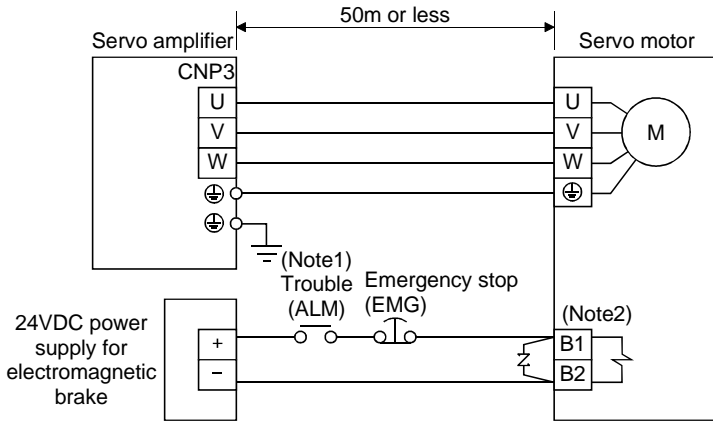 50m or less
Servo amplifier
Servo motor
CNP3
U
U
V
V
M
W
W
(Note1)
Trouble
(ALM)
Emergency stop
(EMG)
24VDC power
supply for
electromagnetic
brake
+
−
(Note2)
B1
B2